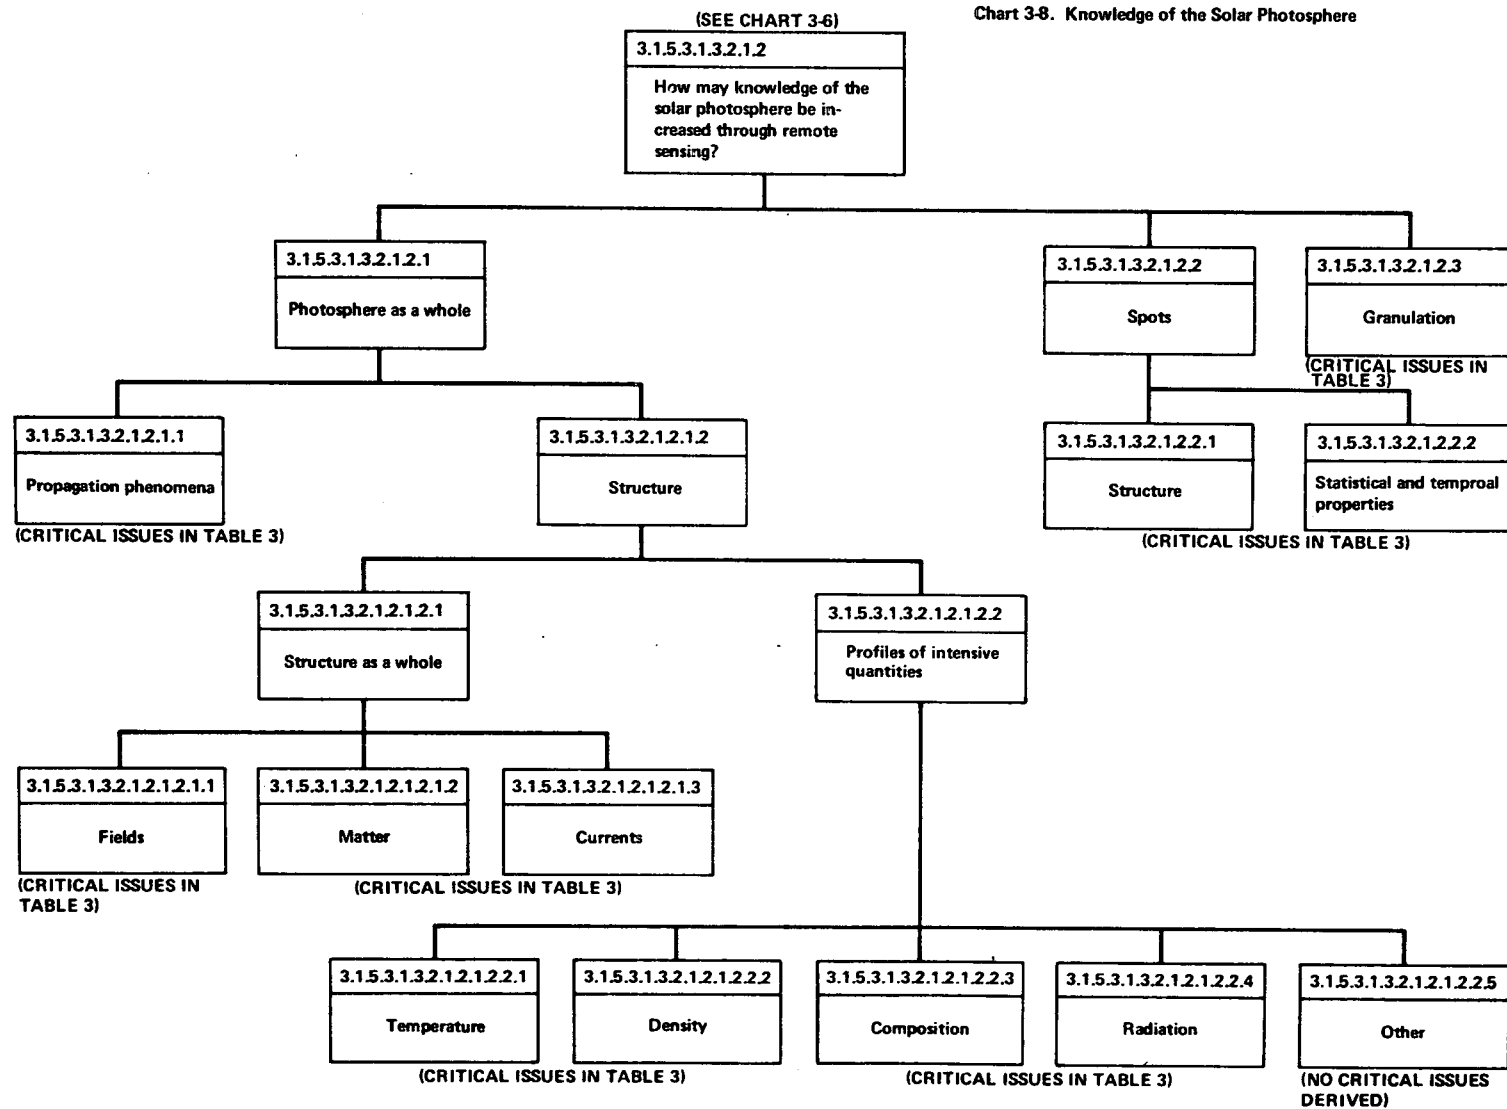 Chart 3-8. Knowledge of the Solar Photosphere
(SEE CHART 3-6)
3.1.5.3.1.3.2.1.2
How may knowledge of the
solar photosphere be in-
creased through remote
sensing?
3.1.5.3.1.3.2.1.2.1
Photosphere as a whole
3.1.5.3.1.3.2.1.2.2
Spots
3.1.5.3.1.3.2.1.2.3
Granulation
(CRITICAL ISSUES IN
TABLE 3)
3.1.5.3.1.3.2.1.2.1.1
Propagation phenomena
(CRITICAL ISSUES IN TABLE 3)
3.1.5.3.1.3.2.1.2.1.2
Structure
3.1.5.3.1.3.2.1.2.2.1
Structure
3.1.5.3.1.3.2.1.2.2.2
Statistical and temproal
properties
(CRITICAL ISSUES IN TABLE 3)
3.1.5.3.1.3.2.1.2.1.2.1
Structure as a whole
3.1.5.3.1.3.2.1.2.1.2.2
Profiles of intensive
quantities
3.1.5.3.1.3.2.1.2.1.2.1.1
Fields
(CRITICAL ISSUES IN
TABLE 3)
3.1.5.3.1.3.2.1.2.1.2.1.2
Matter
3.1.5.3.1.3.2.1.2.1.2.1.3
Currents
(CRITICAL ISSUES IN TABLE 3)
3.1.5.3.1.3.2.1.2.1.2.2.1
Temperature
3.1.5.3.1.3.2.1.2.1.2.2.2
Density
(CRITICAL ISSUES IN TABLE 3)
3.1.5.3.1.3.2.1.2.1.2.2.3
Composition
3.1.5.3.1.3.2.1.2.1.2.2.4
Radiation
(CRITICAL ISSUES IN TABLE 3)
3.1.5.3.1.3.2.1.2.1.2.2.5
Other
(NO CRITICAL ISSUES
DERIVED)